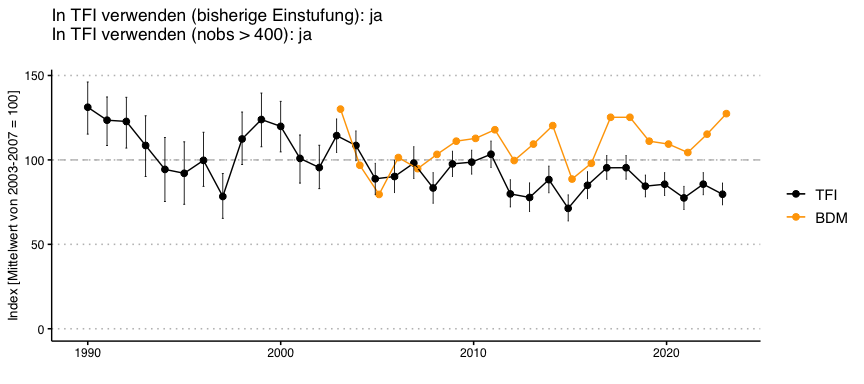 In TFI verwenden (bisherige Einstufung): ja
In TFI verwenden (nobs > 400): ja
Index [Mittelwert von 2003-2007 = 100]
150
100
50
0
1990
2000
2010
2020
TFI
BDM